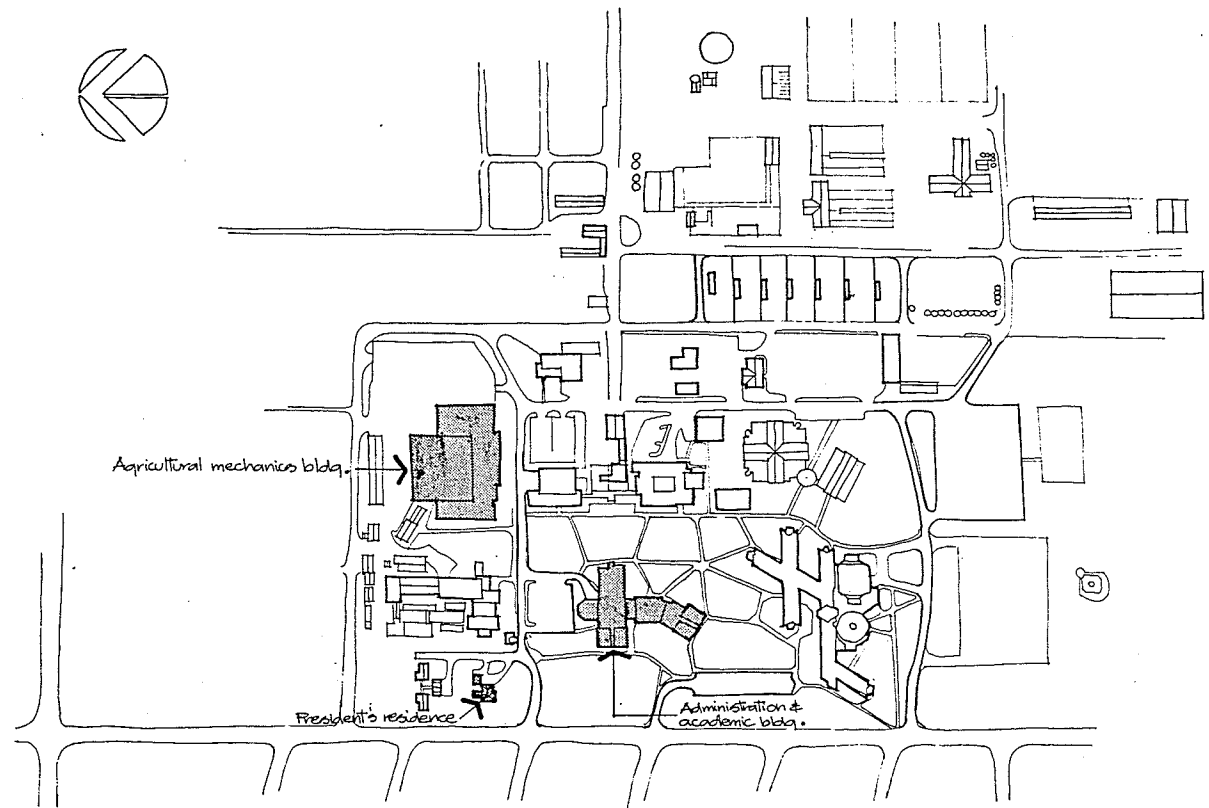 Agricultural mechanics bldg.
President's residence
Administration &
academic bldg.